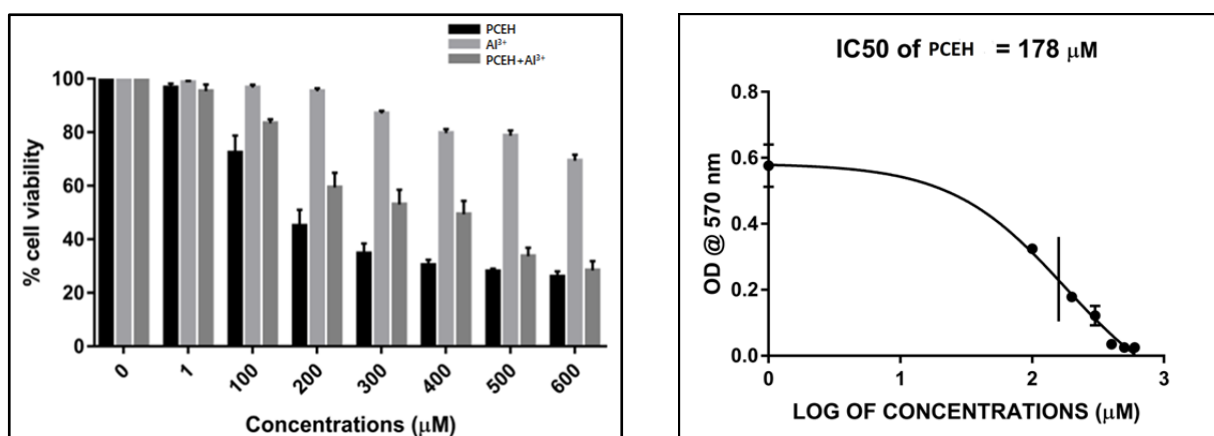 PCEH
Al³⁺
PCEH+Al³⁺
% cell viability
100
80
60
40
20
0
0 1 100 200 300 400 500 600
Concentrations (μM)
IC50 of PCEH = 178 μM
OD @ 570 nm
0.8
0.6
0.4
0.2
0.0
0 1 2 3
LOG OF CONCENTRATIONS (μM)